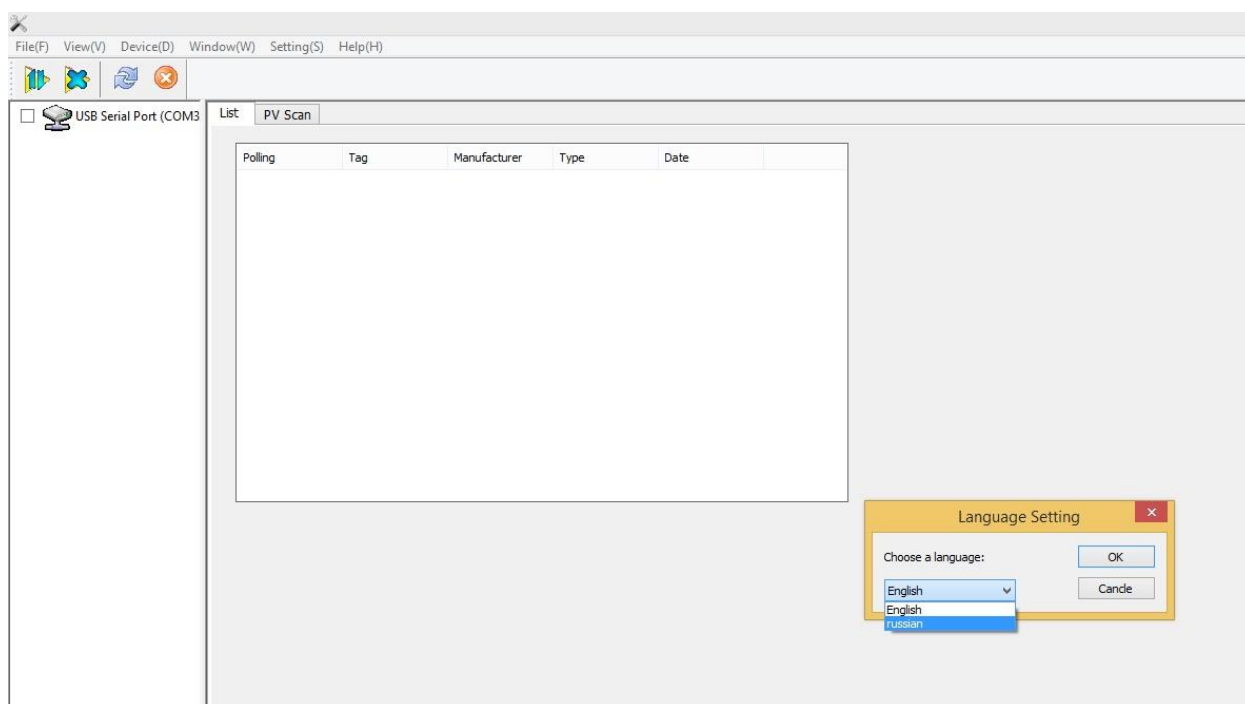 File(F) View(V) Device(D) Window(W) Setting(S) Help(H)
USB Serial Port (COM3
List PV Scan
Polling Tag Manufacturer Type Date
Language Setting
Choose a language:
OK
English
Cancle
English
russian